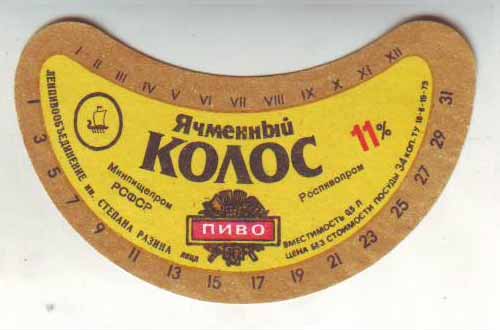 I II III IV V VI VII VIII IX X XI XII
Ячменный
КОЛОС
11%
Минпищепром
РСФСР
Роспивопром
ПИВО
ЛЕНПИВООБЪЕДИНЕНИЕ им. СТЕПАНА РАЗИНА
ВМЕСТИМОСТЬ 0,5 Л
ЦЕНА БЕЗ СТОИМОСТИ ПОСУДЫ 34 КОП. ТУ 18-6-15-79
1 3 5 7 9 11 13 15 17 19 21 23 25 27 29 31